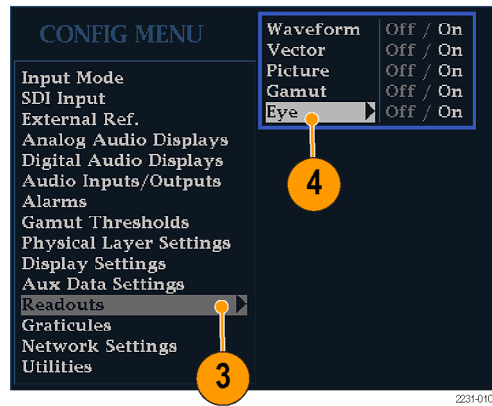 CONFIG MENU
Input Mode
SDI Input
External Ref.
Analog Audio Displays
Digital Audio Displays
Audio Inputs/Outputs
Alarms
Gamut Thresholds
Physical Layer Settings
Display Settings
Aux Data Settings
Readouts
Graticules
Network Settings
Utilities
3
Waveform Off / On
Vector Off / On
Picture Off / On
Gamut Off / On
Eye Off / On
4
2231-010